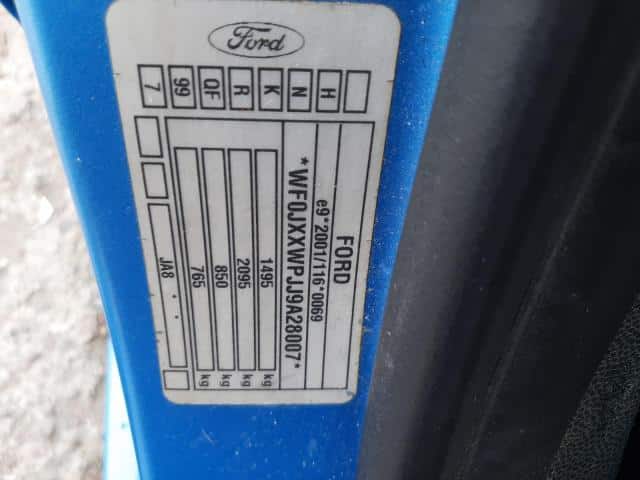 Ford
H
N
K
R
QF
99
7
FORD
e9*2001/116*0069
*WF0JXXWPJJ9A28007*
1495 kg
2095 kg
850 kg
765 kg
JA8 . .